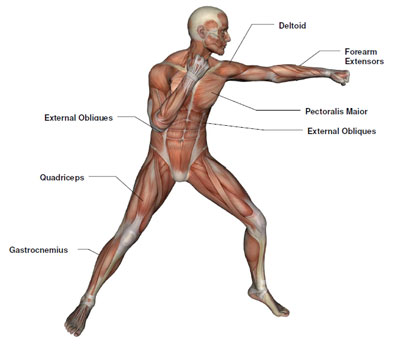 Deltoid
Forearm
Extensors
Pectoralis Maior
External Obliques
External Obliques
Quadriceps
Gastrocnemius